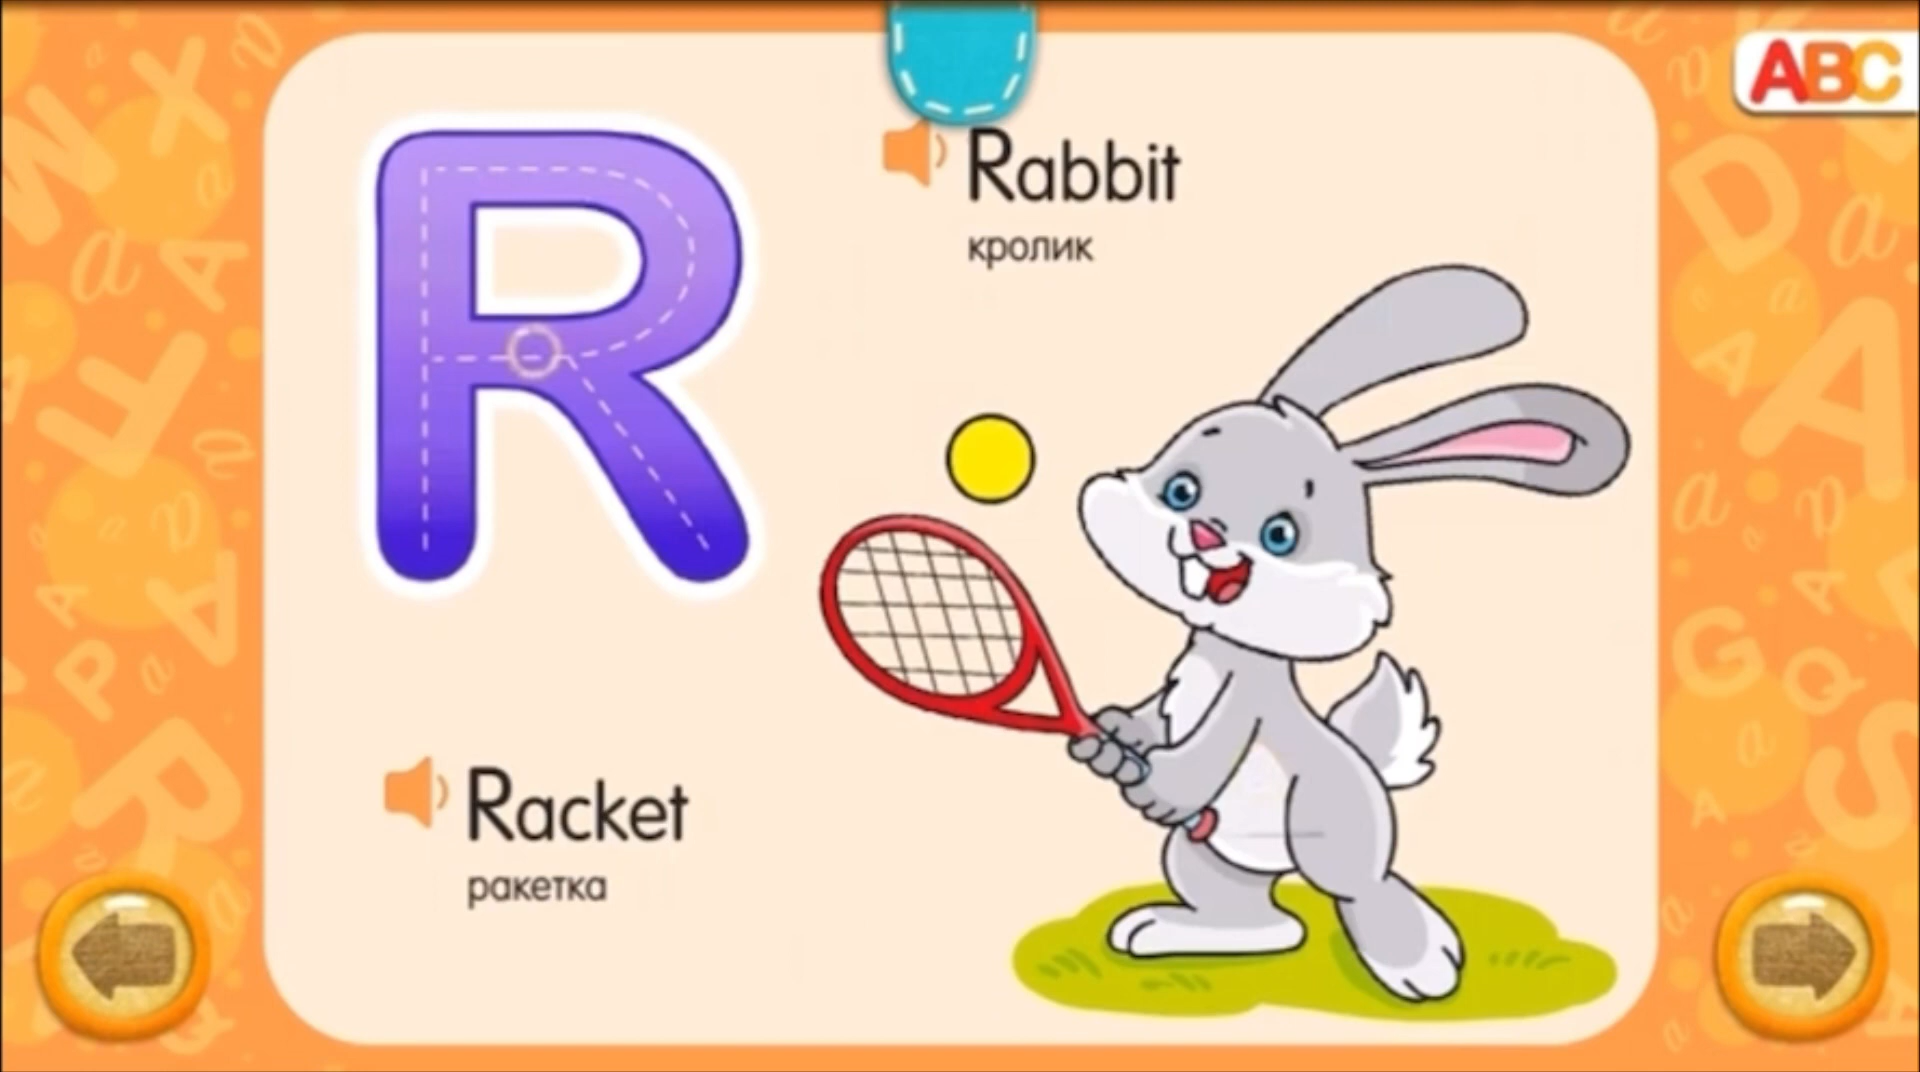 ABC
R
Rabbit
кролик
Racket
ракетка